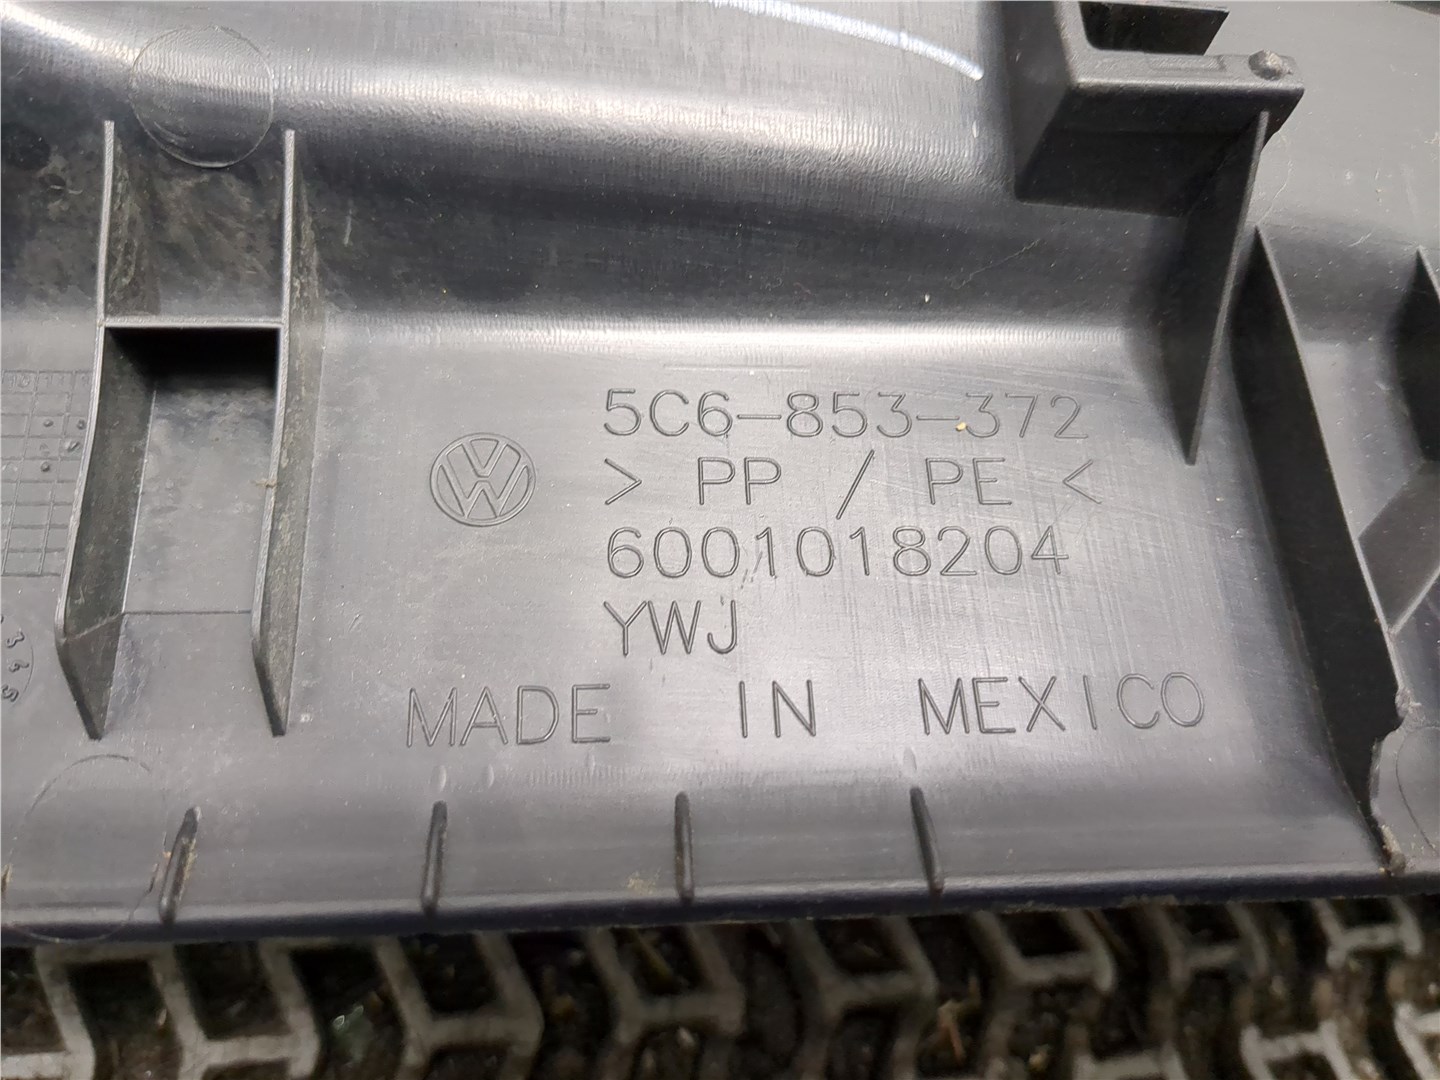 5C6-853-372
> PP / PE <
6001018204
YWJ
MADE IN MEXICO